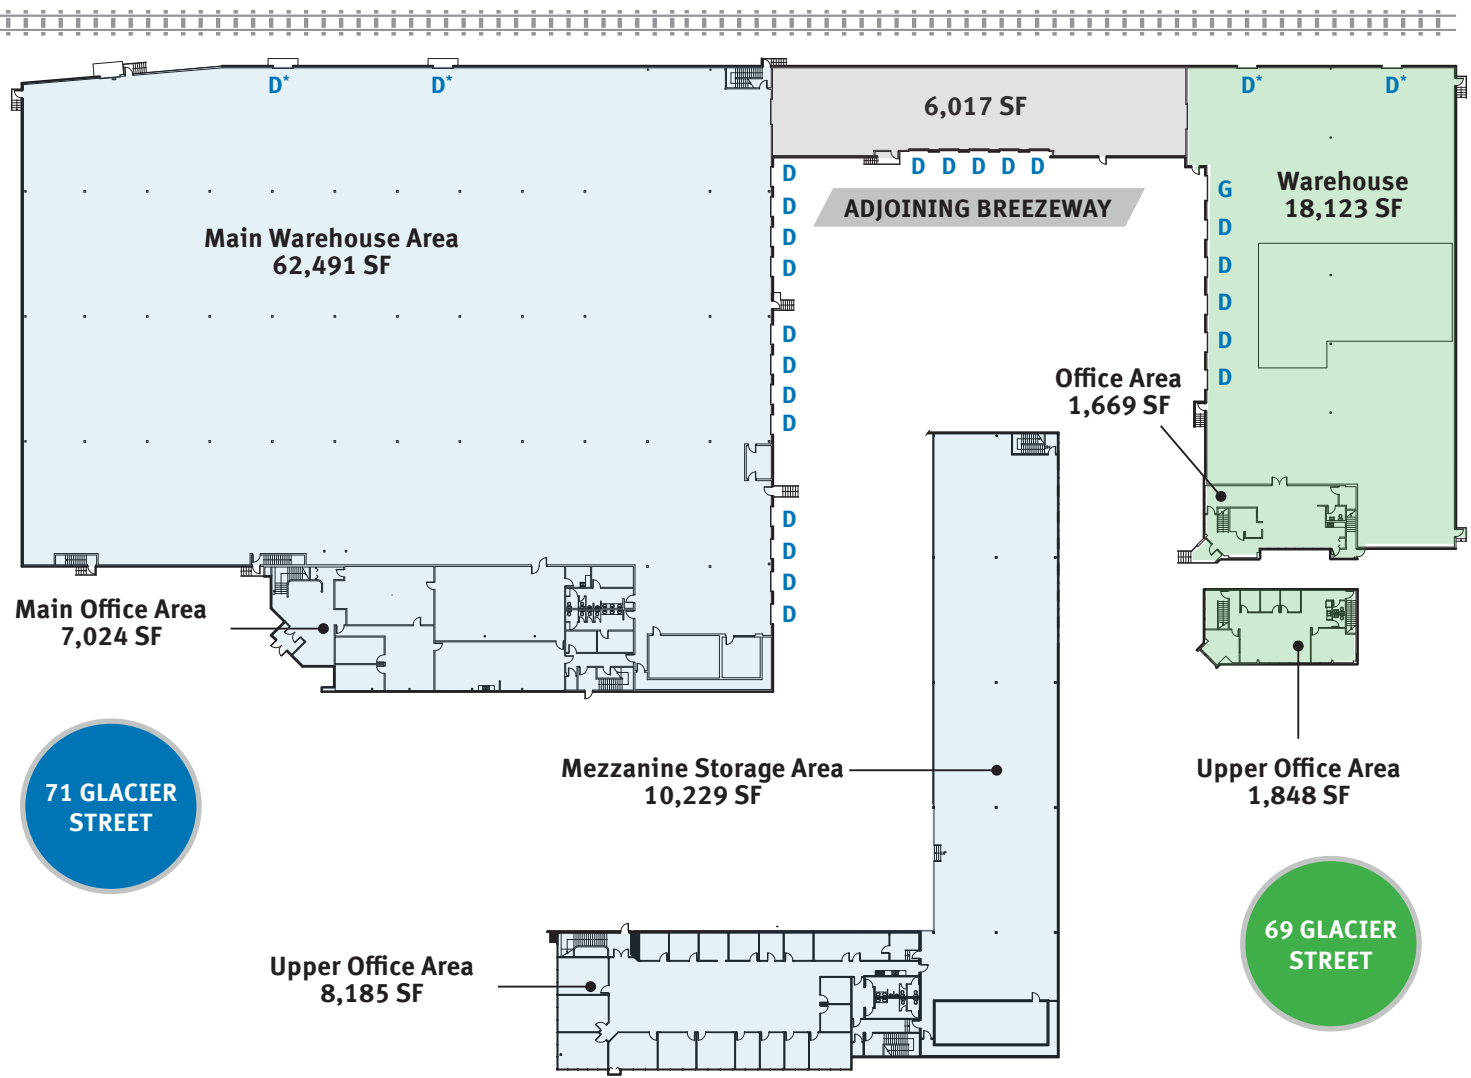 D* D* D* D*
6,017 SF
D D D D D
ADJOINING BREEZEWAY
D
D
D
D
D
D
D
D
D
D
D
D
G
D
D
D
D
D
Warehouse
18,123 SF
Main Warehouse Area
62,491 SF
Office Area
1,669 SF
Main Office Area
7,024 SF
Mezzanine Storage Area
10,229 SF
Upper Office Area
1,848 SF
71 GLACIER
STREET
69 GLACIER
STREET
Upper Office Area
8,185 SF